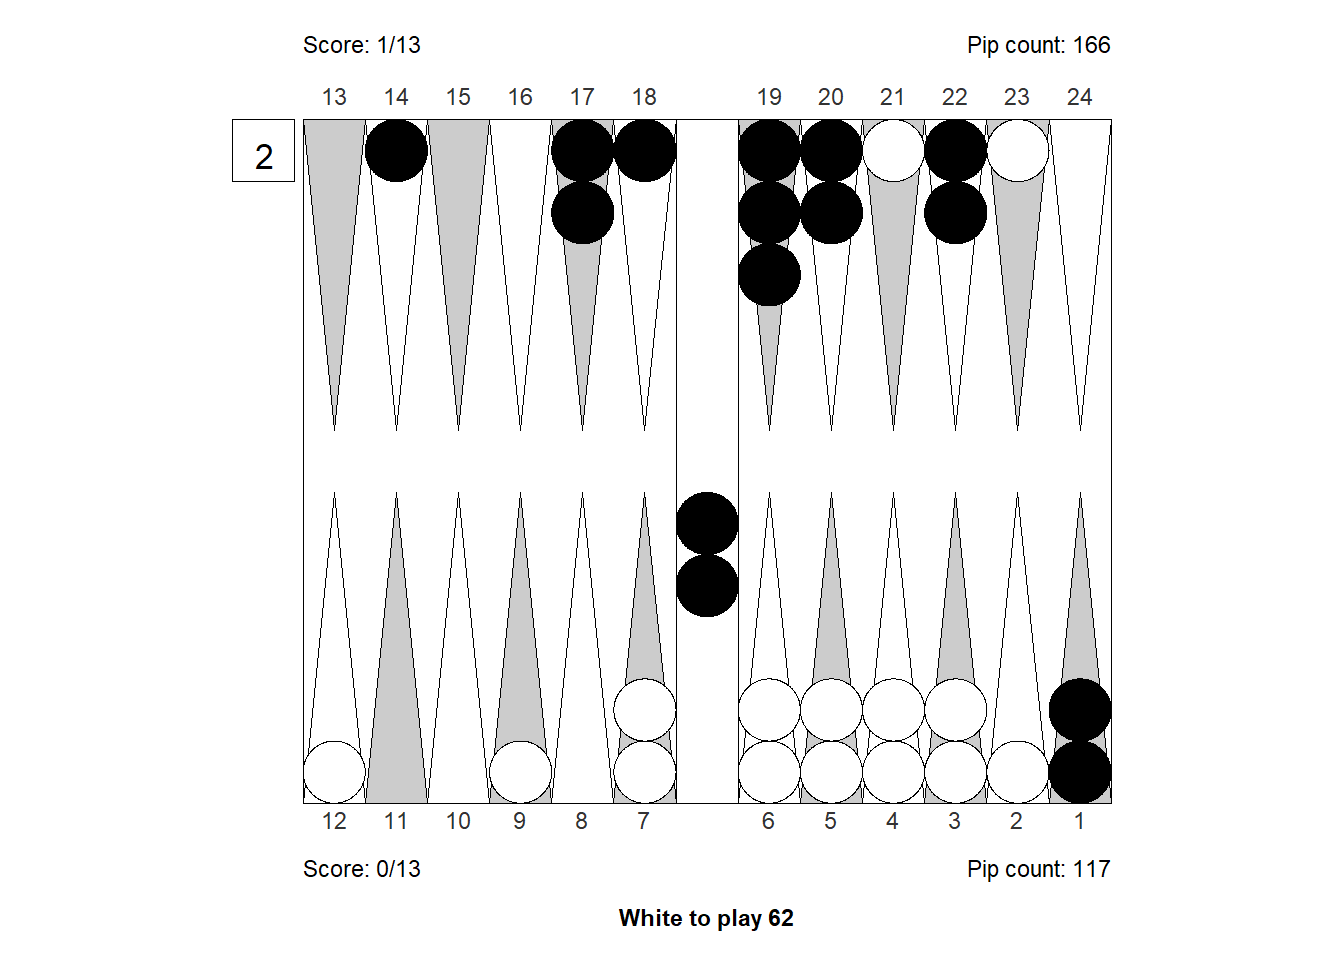 Score: 1/13 Pip count: 166
13 14 15 16 17 18 19 20 21 22 23 24
2
12 11 10 9 8 7 6 5 4 3 2 1
Score: 0/13 Pip count: 117
White to play 62